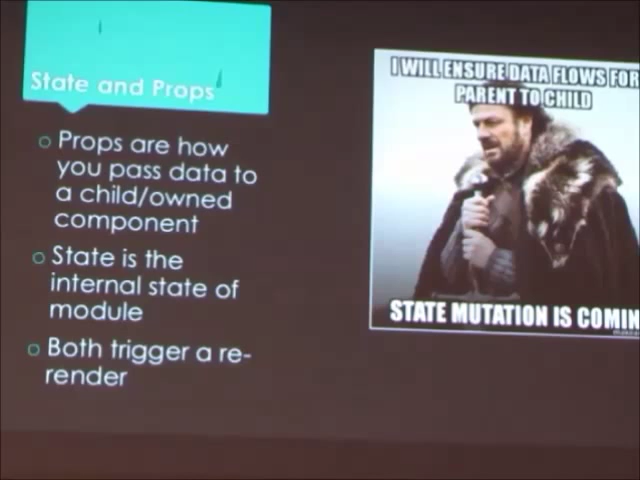 State and Props
Props are how
you pass data to
a child/owned
component
State is the
internal state of
module
Both trigger a re-
render
I WILL ENSURE DATA FLOWS FOR
PARENT TO CHILD
STATE MUTATION IS COMIN